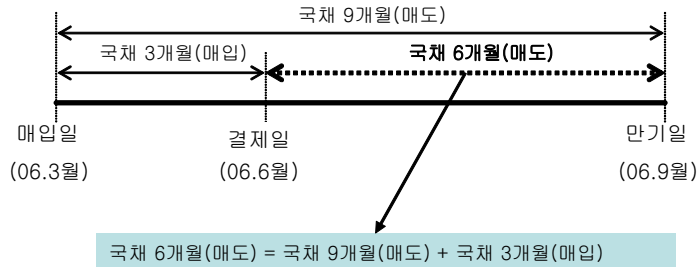 국채 9개월(매도)
국채 3개월(매입)
국채 6개월(매도)
매입일
결제일
만기일
(06.3월)
(06.6월)
(06.9월)
국채 6개월(매도) = 국채 9개월(매도) + 국채 3개월(매입)